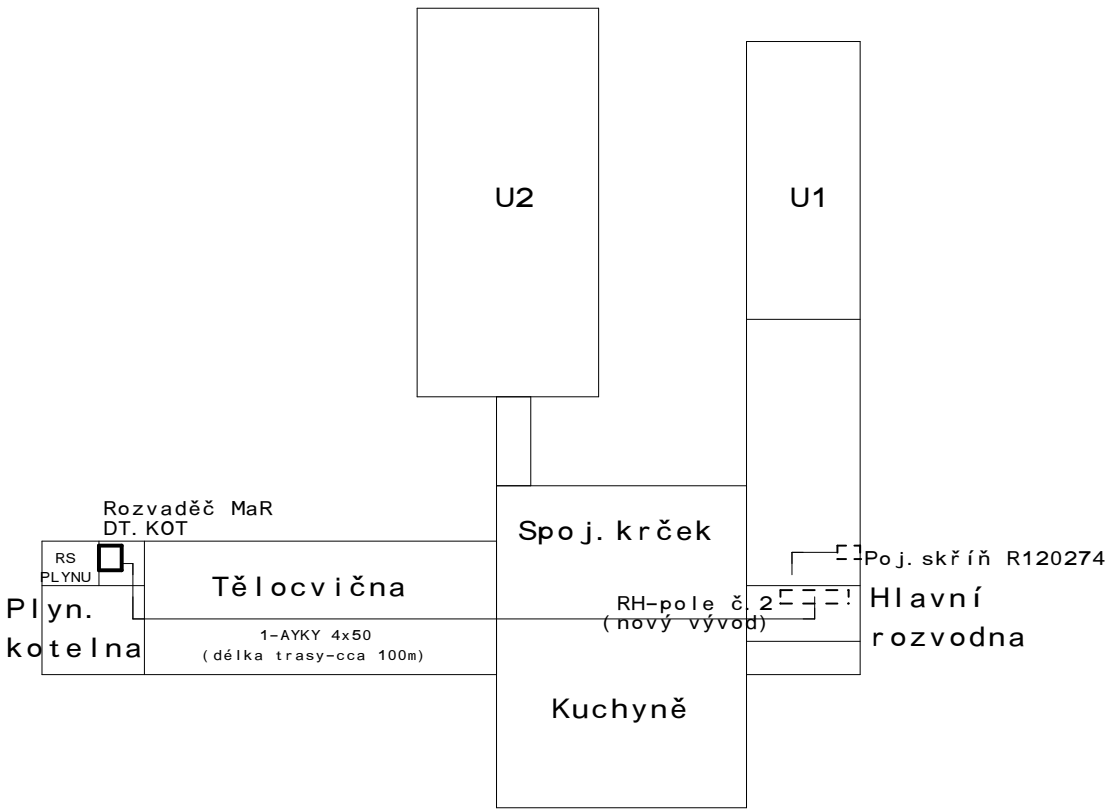 U2
U1
Rozvaděč MaR
DT. KOT
Spoj. krček
RS
PLYNU
Poj. skříň R120274
Tělocvična
Plyn.
kotelna
RH-pole č. 2
(nový vývod)
Hlavní
rozvodna
1-AYKY 4x50
(délka trasy-cca 100m)
Kuchyně